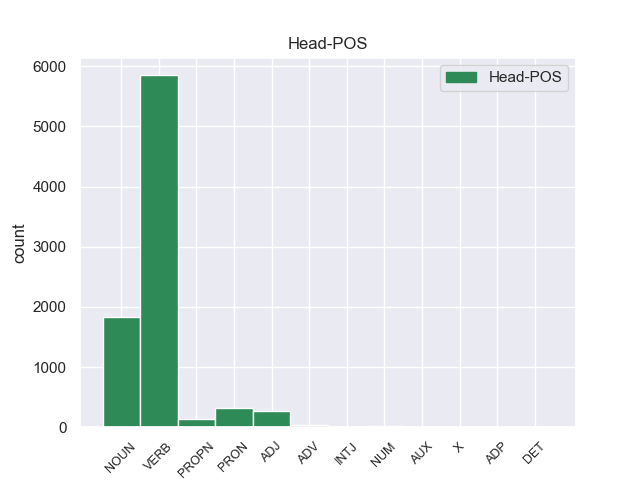 Head-POS
Head-POS
6000
5000
4000
3000
2000
1000
0
count
NOUN VERB PROPN PRON ADJ ADV INTJ NUM AUX X ADP DET